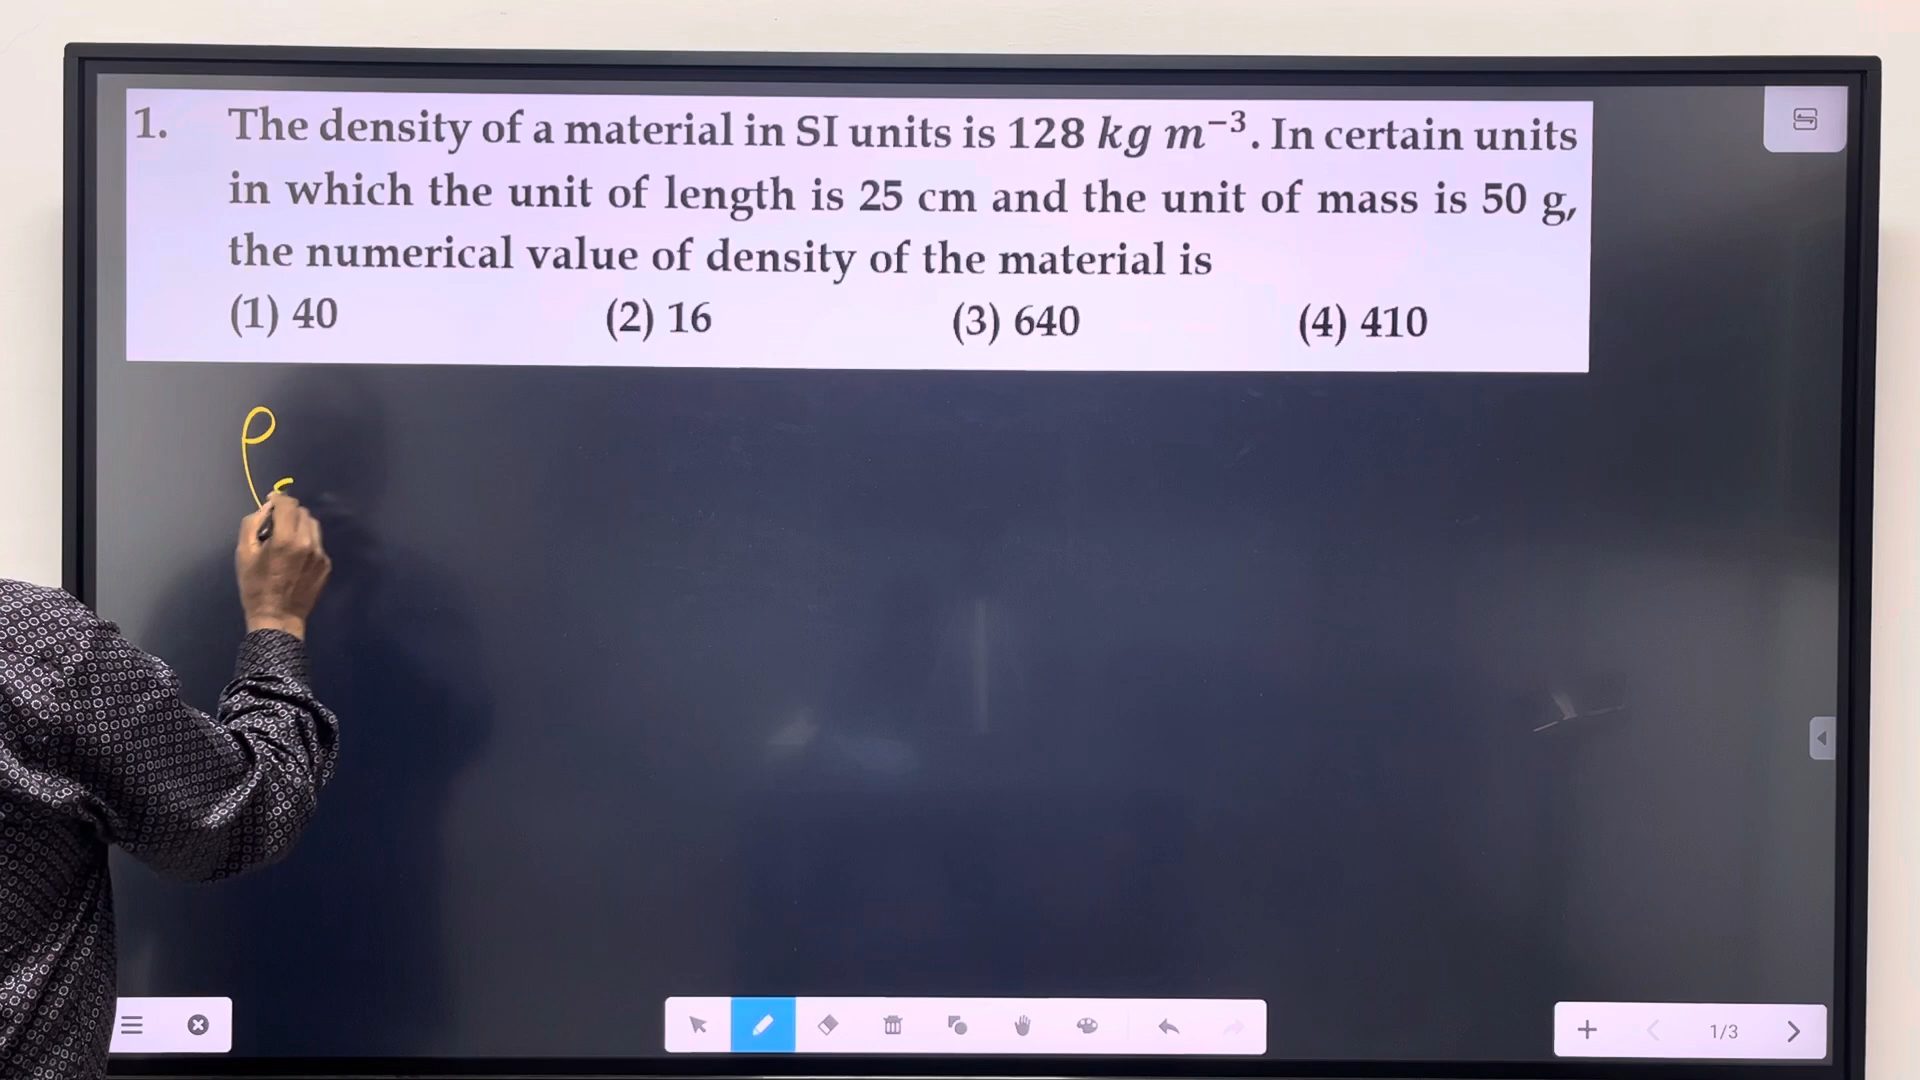 1. The density of a material in SI units is 128 kg m⁻³. In certain units
in which the unit of length is 25 cm and the unit of mass is 50 g,
the numerical value of density of the material is
(1) 40 (2) 16 (3) 640 (4) 410
ρ
1/3